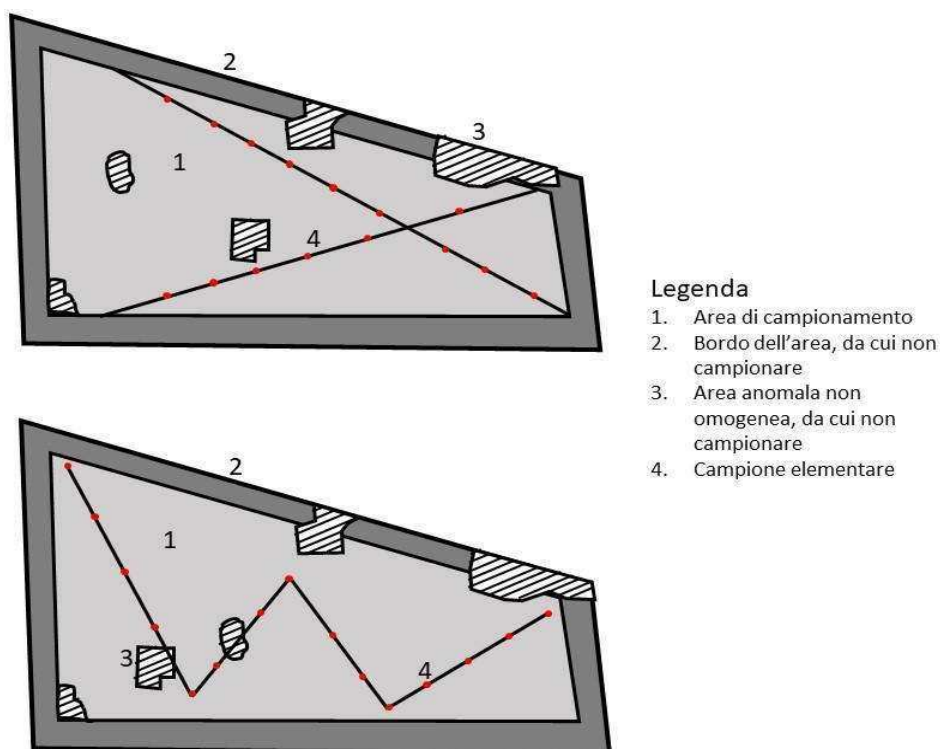 2
3
1
4
Legenda
1. Area di campionamento
2. Bordo dell'area, da cui non
campionare
3. Area anomala non
omogenea, da cui non
campionare
4. Campione elementare
2
1
3
4